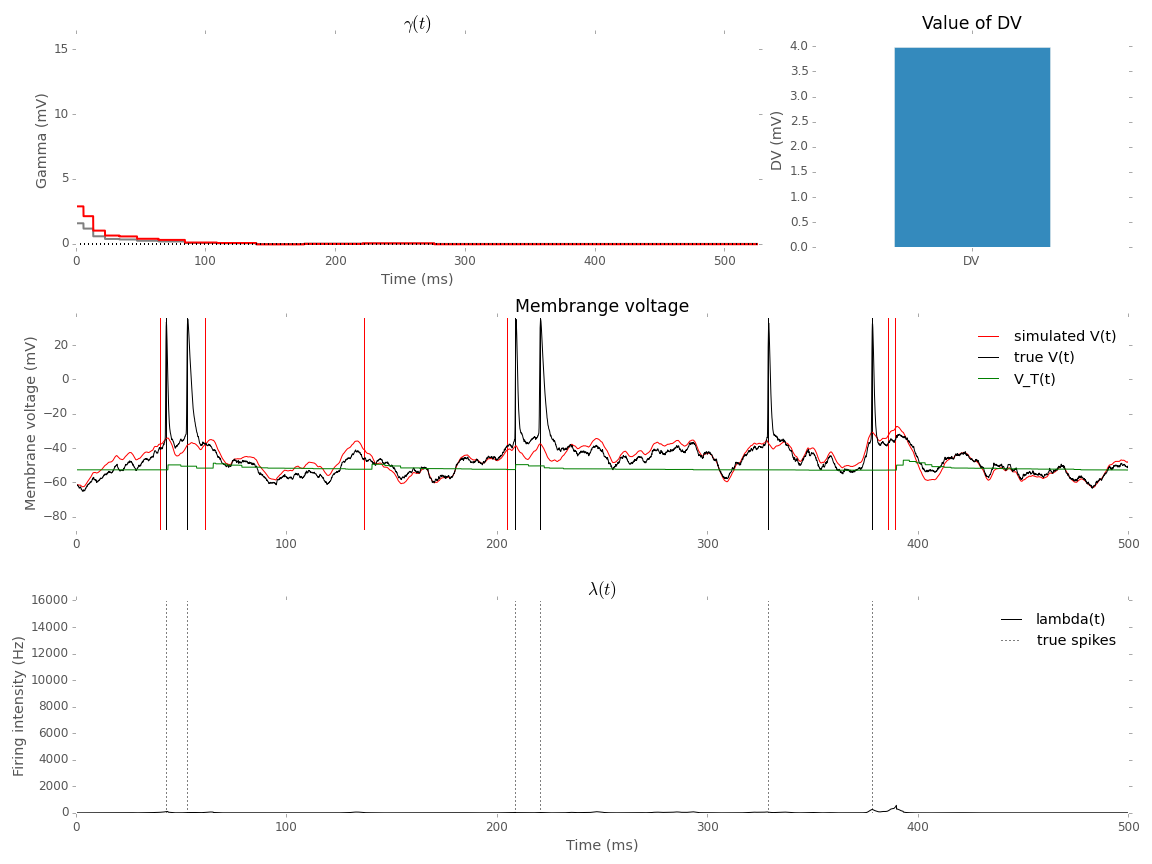 γ(t)
Value of DV
Gamma (mV)
15
10
5
0
0 100 200 300 400 500
Time (ms)
DV (mV)
4.0
3.5
3.0
2.5
2.0
1.5
1.0
0.5
0.0
DV
Membrange voltage
Membrane voltage (mV)
20
0
−20
−40
−60
−80
0 100 200 300 400 500
simulated V(t)
true V(t)
V_T(t)
λ(t)
Firing intensity (Hz)
16000
14000
12000
10000
8000
6000
4000
2000
0
0 100 200 300 400 500
Time (ms)
lambda(t)
true spikes